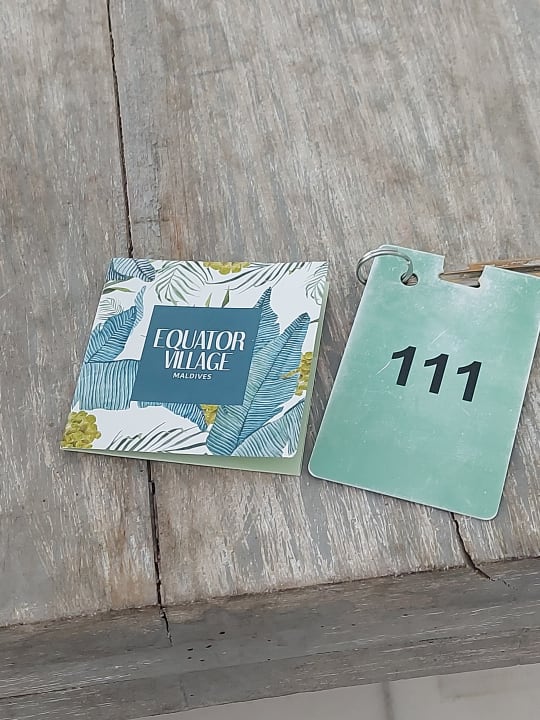 EQUATOR
VILLAGE
MALDIVES
111